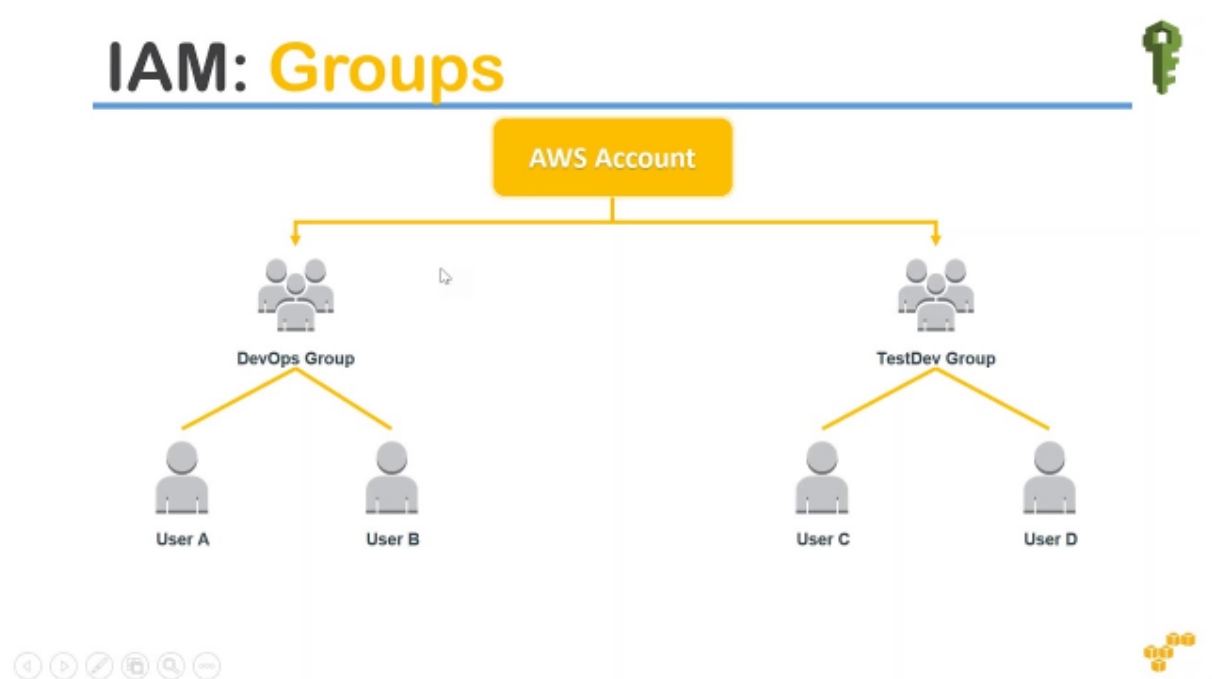 IAM: Groups
AWS Account
DevOps Group
TestDev Group
User A
User B
User C
User D